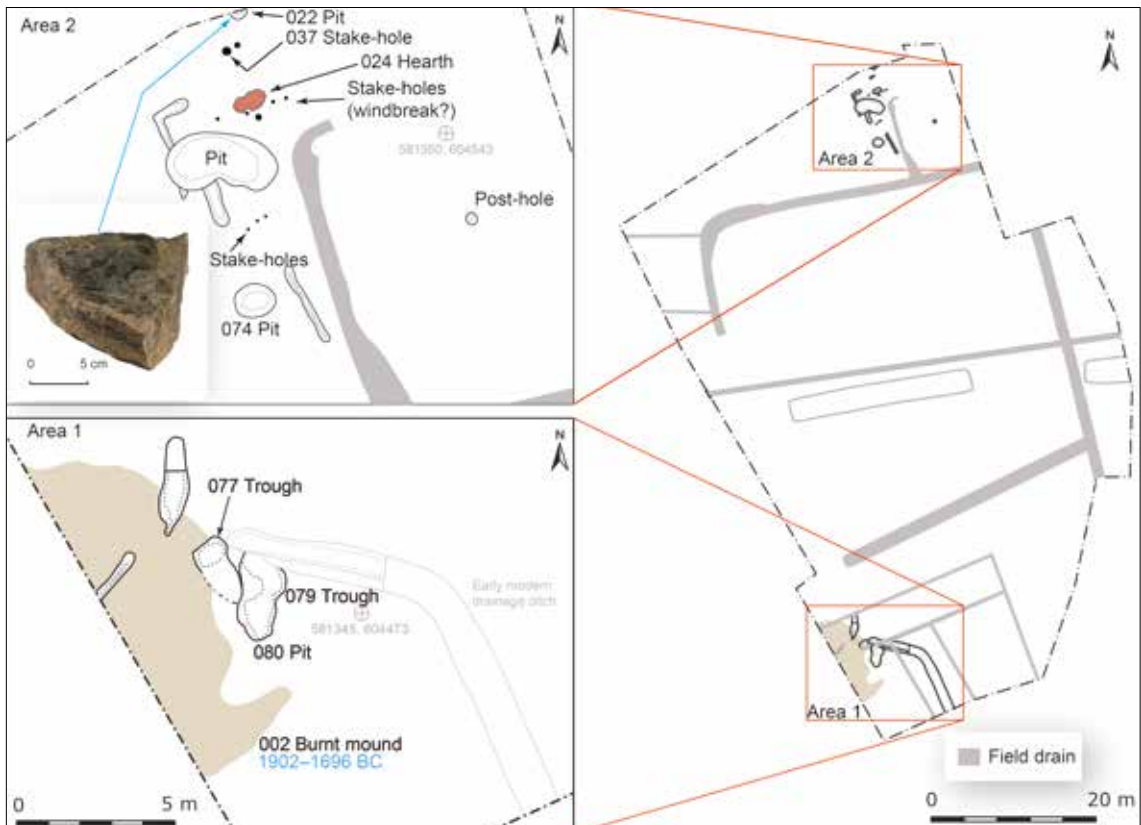 Area 2
022 Pit
037 Stake-hole
024 Hearth
Stake-holes
(windbreak?)
N
581350, 604543
Pit
Post-hole
Stake-holes
074 Pit
0 5 cm
Area 1
N
077 Trough
079 Trough
Early modern
drainage ditch
581345, 604473
080 Pit
002 Burnt mound
1902–1696 BC
0 5 m
N
Area 2
Area 1
Field drain
0 20 m